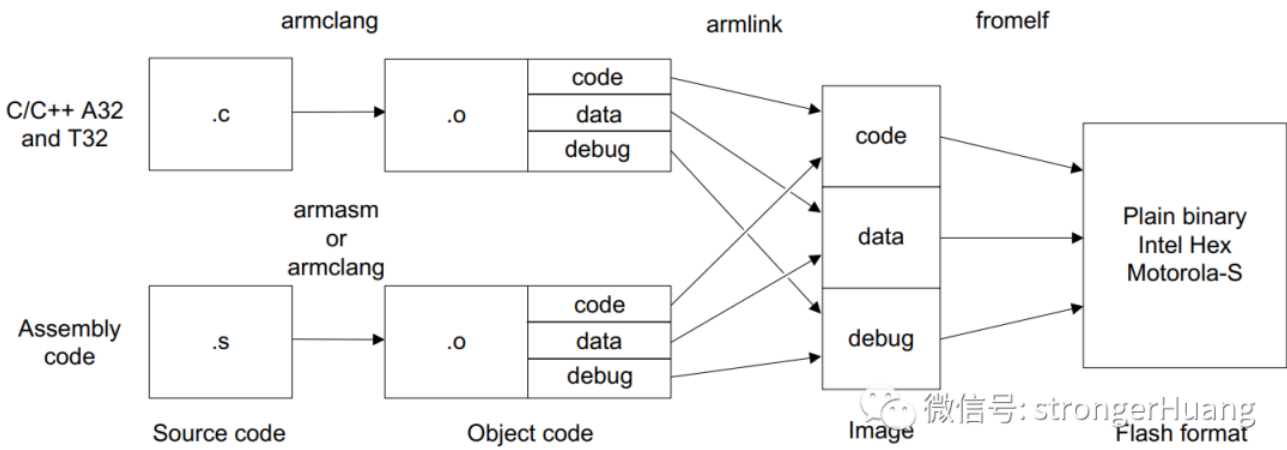 armclang
armlink
fromelf
C/C++ A32
and T32
.c
.o
code
data
debug
armasm
or
armclang
Assembly
code
.s
.o
code
data
debug
code
data
debug
Plain binary
Intel Hex
Motorola-S
微信号: strongerHuang
Source code
Object code
Image
Flash format